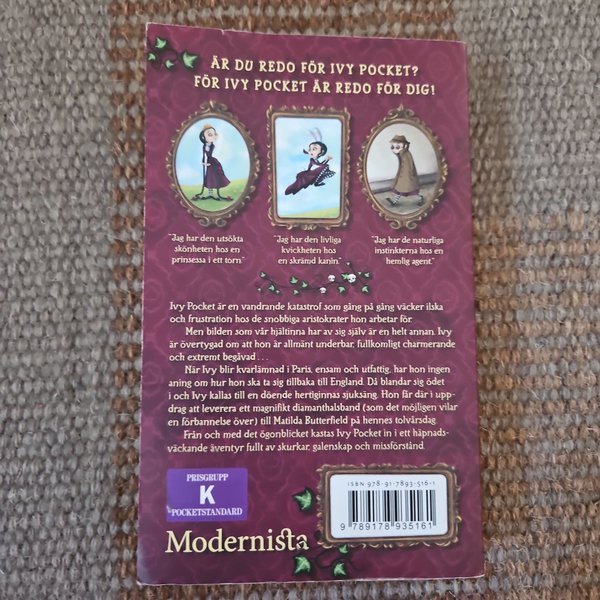 ÄR DU REDO FÖR IVY POCKET?
FÖR IVY POCKET ÄR REDO FÖR DIG!
"Jag har den utsökta
skönheten hos en
prinsessa i ett torn."
"Jag har den livliga
kvickheten hos
en skrämd kanin."
"Jag har de naturliga
instinkterna hos en
hemlig agent."
Ivy Pocket är en vandrande katastrof som gång på gång väcker ilska
och frustration hos de snobbiga aristokrater hon arbetar för.
Men bilden som vår hjältinna har av sig själv är en helt annan. Ivy
är övertygad om att hon är allmänt underbar, fullkomligt charmerande
och extremt begåvad . . .
När Ivy blir kvarlämnad i Paris, ensam och utfattig, har hon ingen
aning om hur hon ska ta sig tillbaka till England. Då blandar sig ödet
i och Ivy kallas till en döende hertiginnas sjuksäng. Hon får där i upp-
drag att leverera ett magnifikt diamanthalsband (som det möjligen vilar
en förbannelse över) till Matilda Butterfield på hennes tolvårsdag.
Från och med det ögonblicket kastas Ivy Pocket in i ett häpnads-
väckande äventyr fullt av skurkar, galenskap och missförstånd.
PRISGRUPP
K
POCKETSTANDARD
ISBN 978-91-7893-516-1
9 789178 935161
Modernista